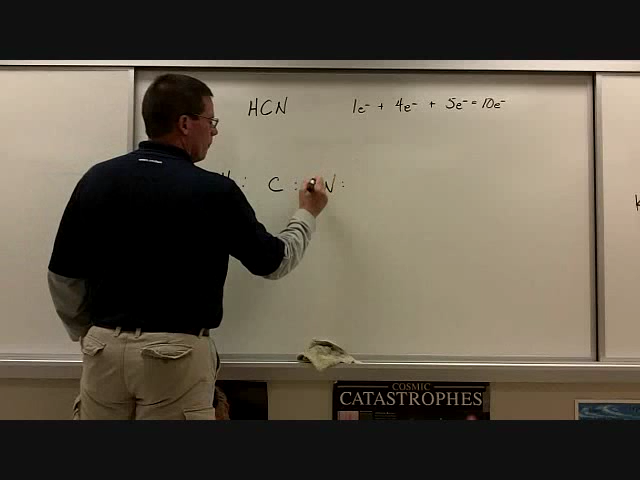 HCN 1e⁻ + 4e⁻ + 5e⁻ = 10e⁻
: C : N :
COSMIC
CATASTROPHES